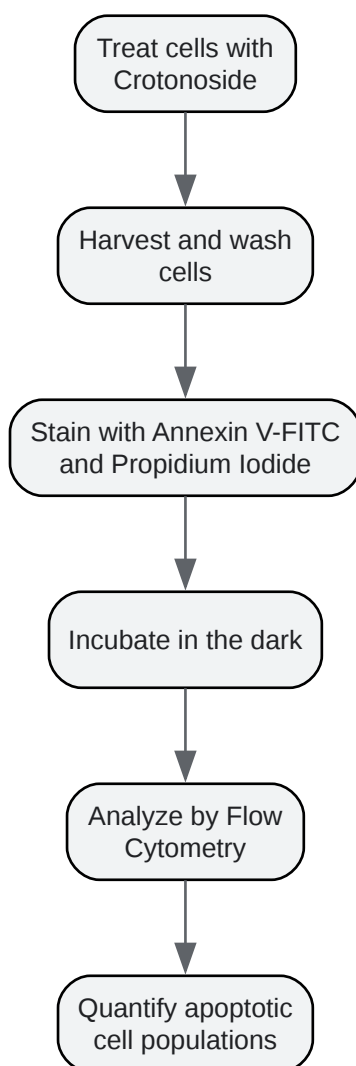 Treat cells with
Crotonoside
Harvest and wash
cells
Stain with Annexin V-FITC
and Propidium Iodide
Incubate in the dark
Analyze by Flow
Cytometry
Quantify apoptotic
cell populations